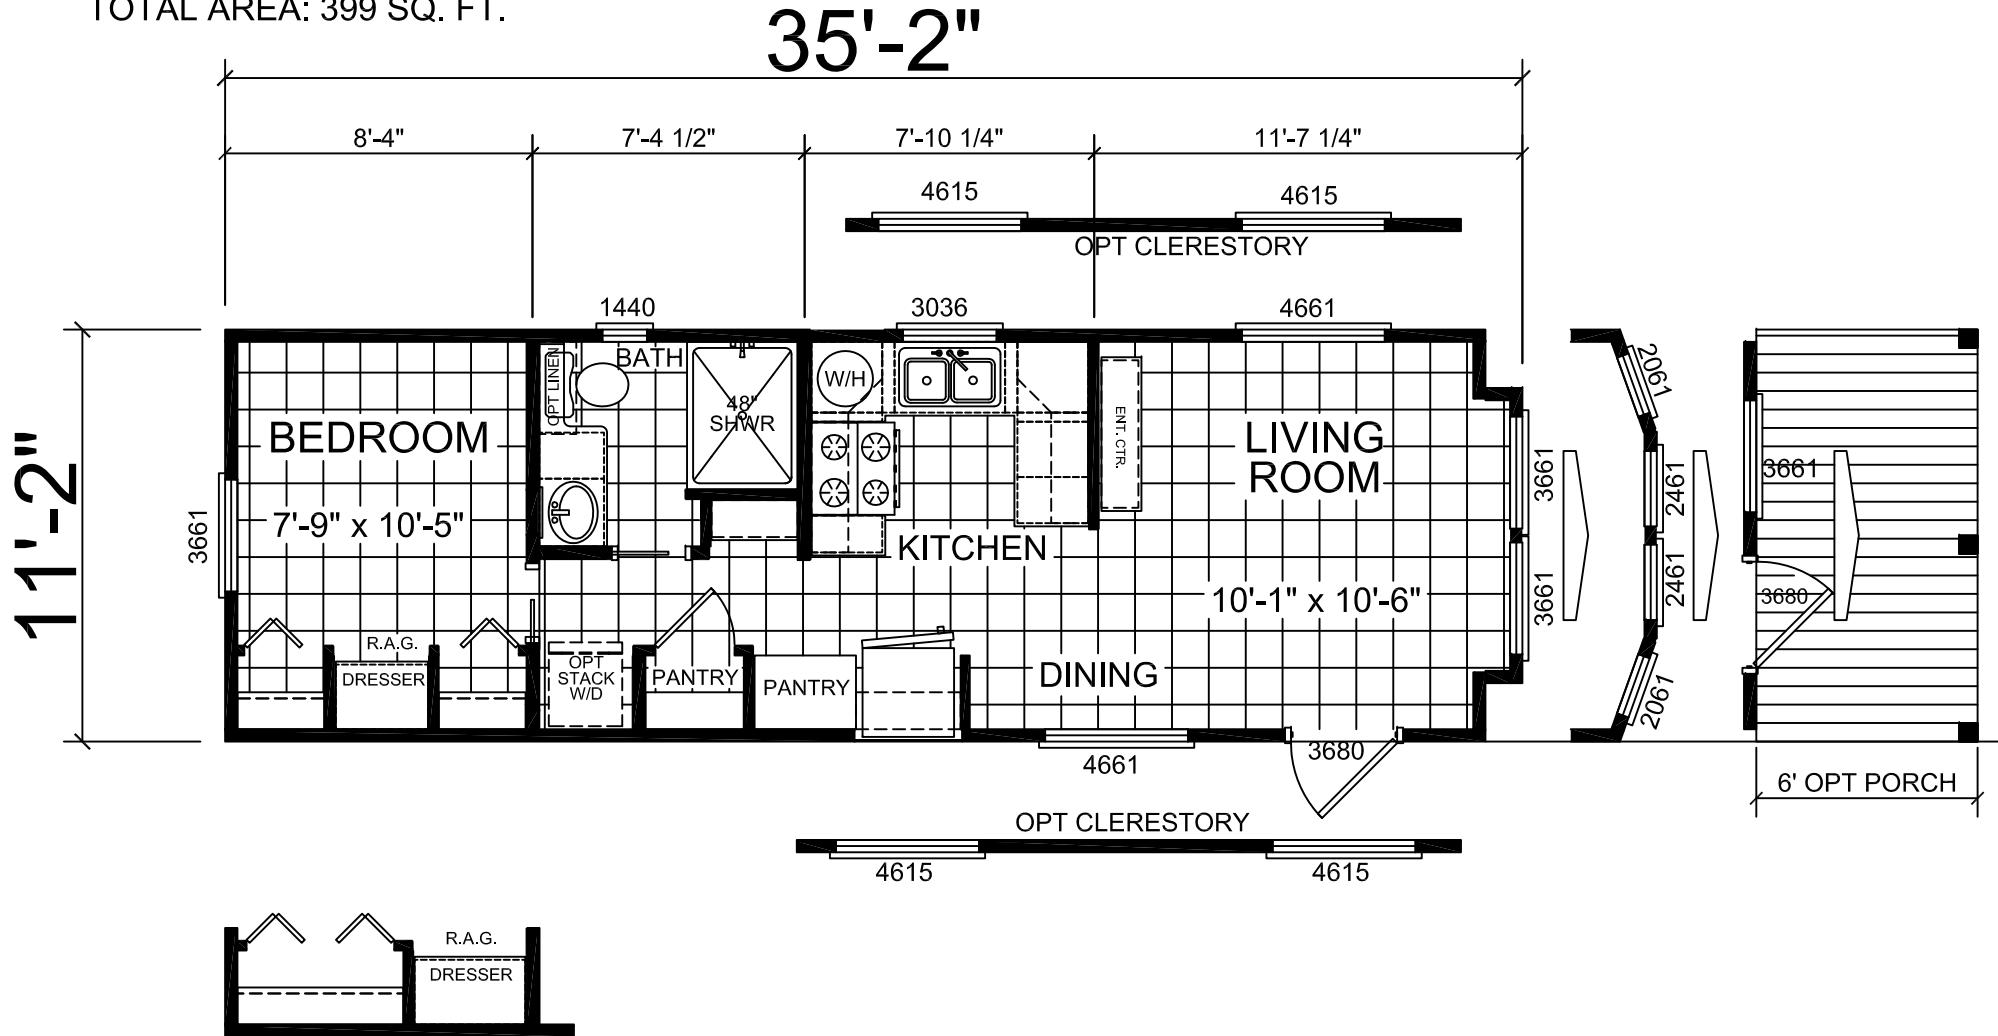 TOTAL AREA: 399 SQ. FT.
35'-2"
8'-4"
7'-4 1/2"
7'-10 1/4"
11'-7 1/4"
4615
4615
OPT CLERESTORY
1440
3036
4661
11'-2"
OPT LINEN
BATH
W/H
48"
SHWR
ENT. CTR.
BEDROOM
7'-9" x 10'-5"
3661
KITCHEN
LIVING
ROOM
10'-1" x 10'-6"
3661
3661
2061
2461
2461
2061
3661
3680
R.A.G.
DRESSER
OPT
STACK
W/D
PANTRY
PANTRY
DINING
4661
3680
6' OPT PORCH
OPT CLERESTORY
4615
4615
R.A.G.
DRESSER